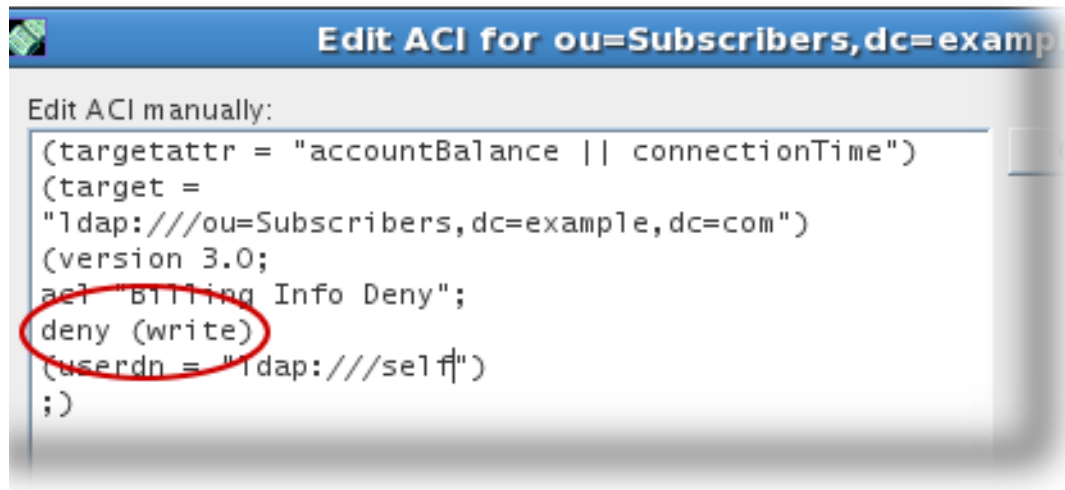 Edit ACI for ou=Subscribers,dc=examp
Edit ACI manually:
(targetattr = "accountBalance || connectionTime")
(target =
"ldap:///ou=Subscribers,dc=example,dc=com")
(version 3.0;
acl "Billing Info Deny";
deny (write)
(userdn = "ldap:///self")
;)